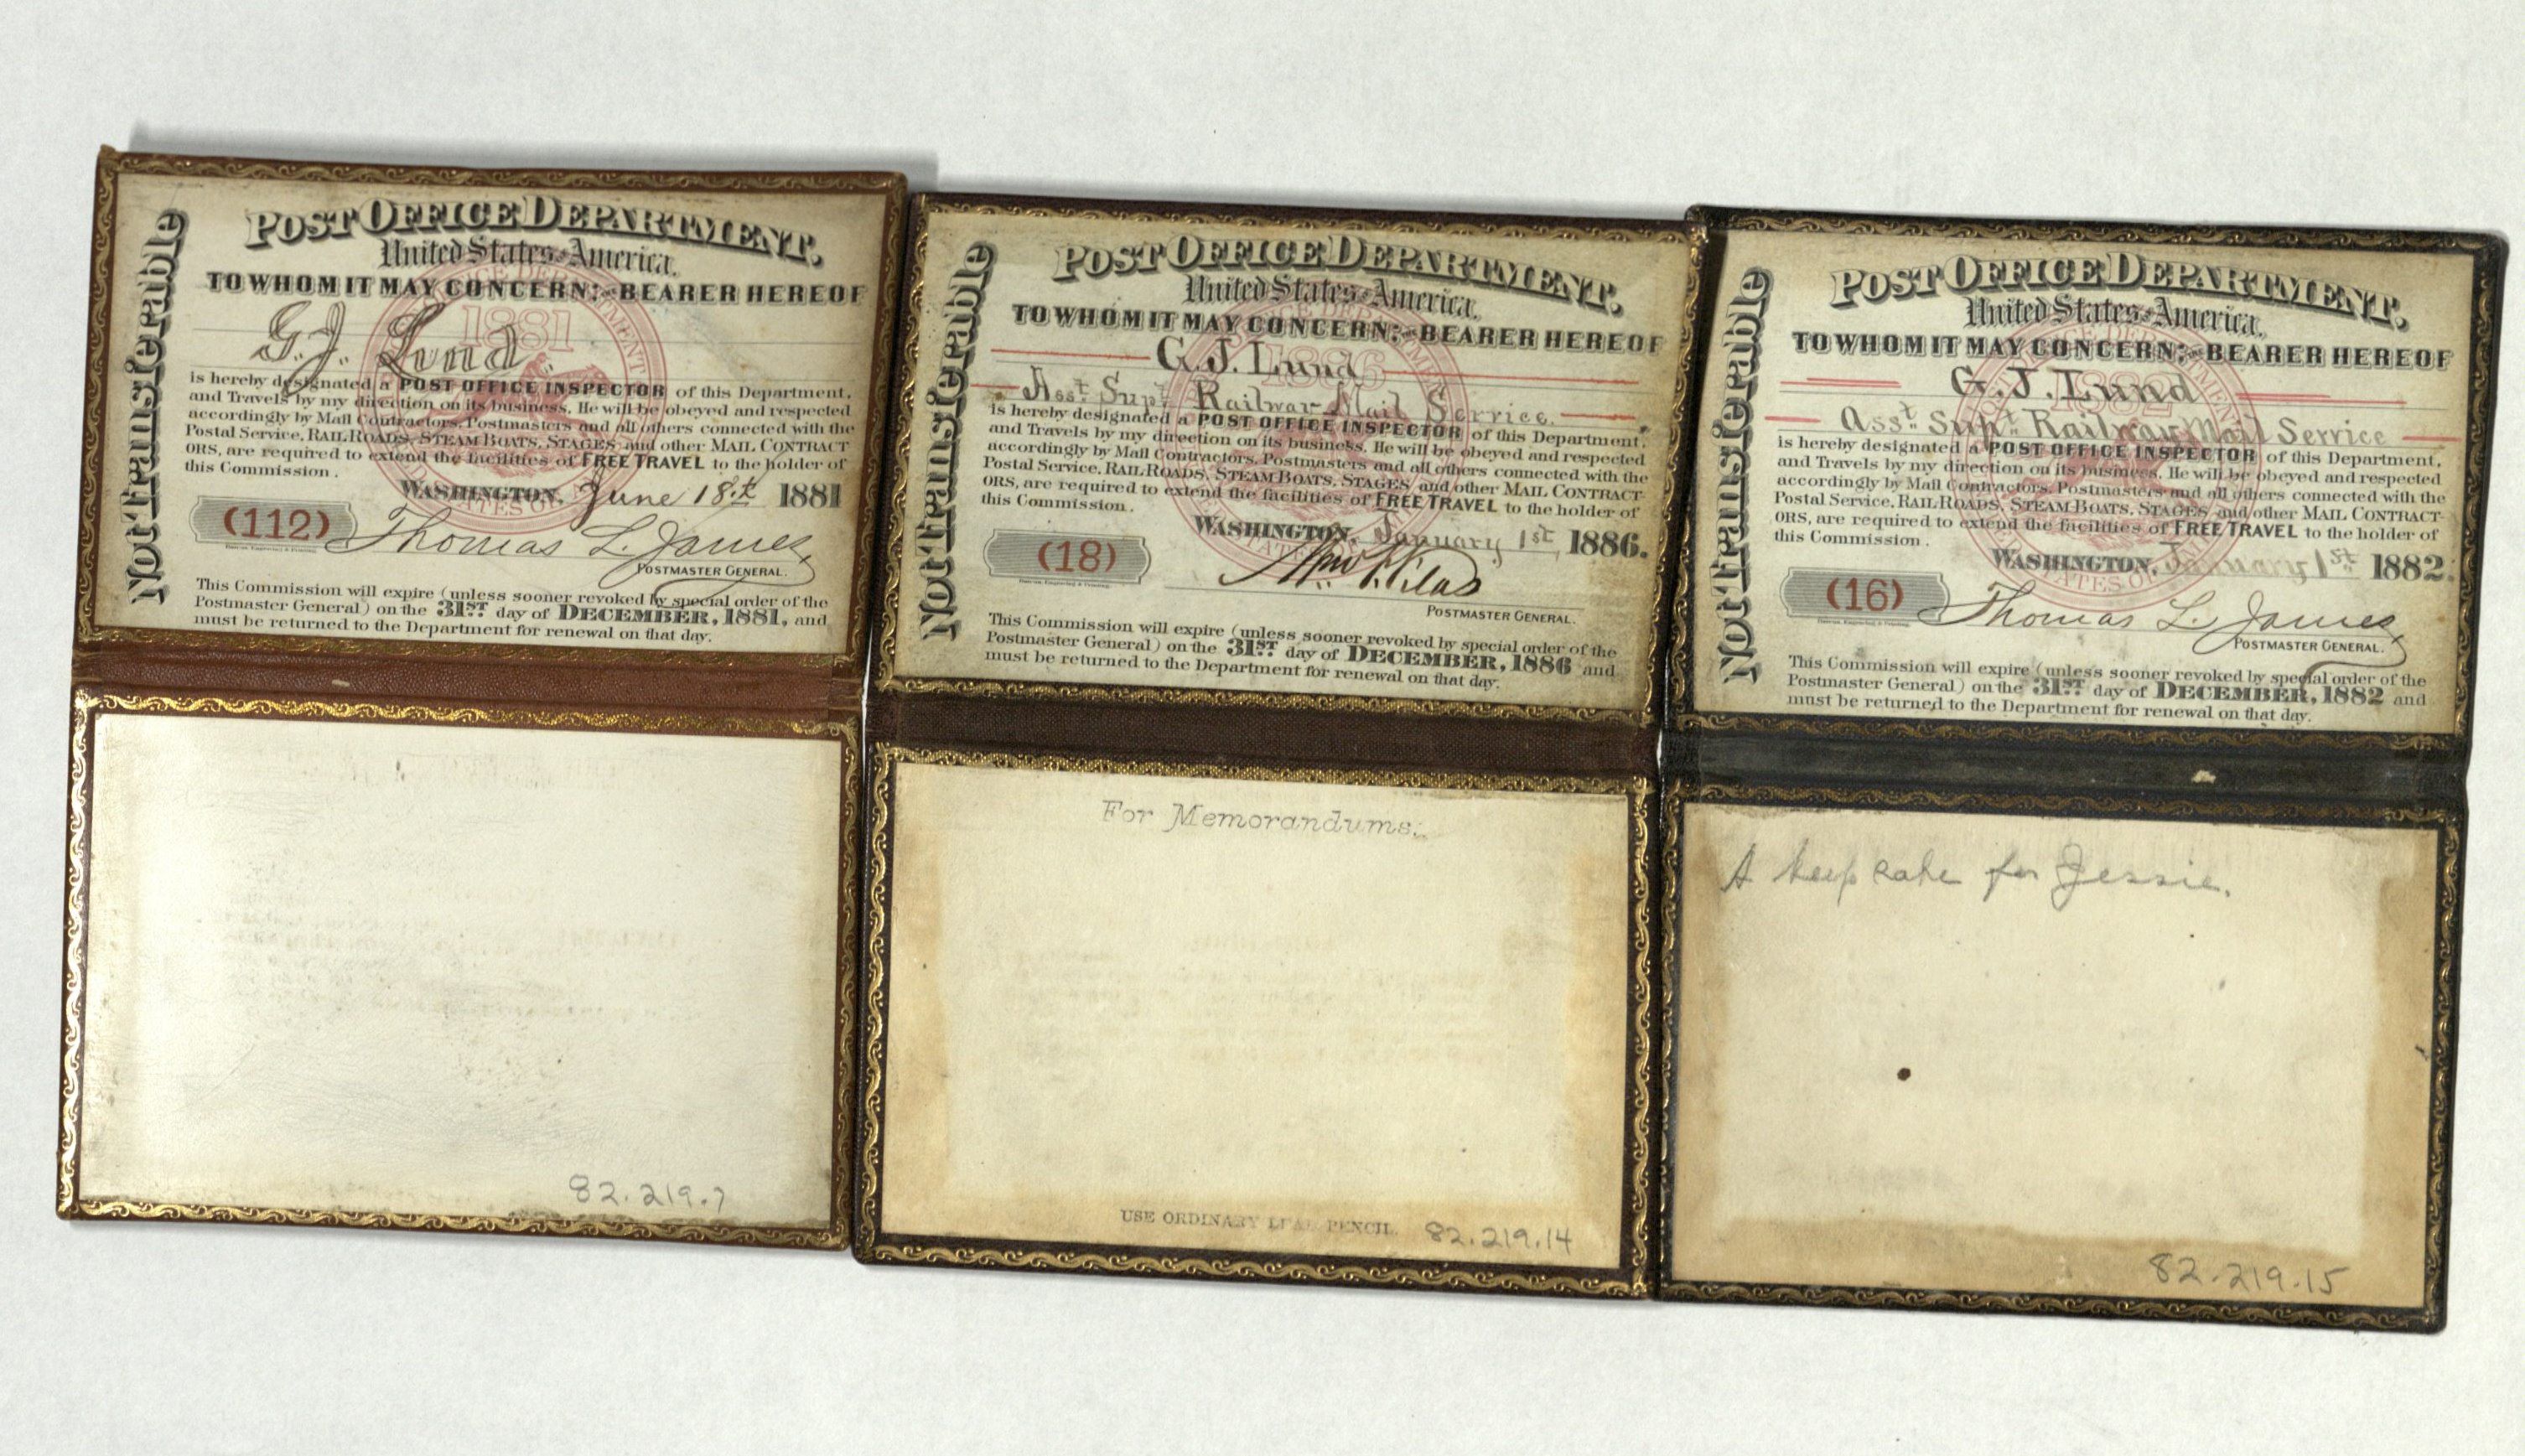 Not Transferable
POST OFFICE DEPARTMENT.
United States of America.
TO WHOM IT MAY CONCERN:—BEARER HEREOF
1881
G. J. Lund
is hereby designated a POST OFFICE INSPECTOR of this Department,
and Travels by my direction on its business. He will be obeyed and respected
accordingly by Mail Contractors, Postmasters and all others connected with the
Postal Service. RAIL ROADS, STEAM BOATS, STAGES and other MAIL CONTRACT
ORS, are required to extend the facilities of FREE TRAVEL to the holder of
this Commission.
WASHINGTON, June 18.t 1881
(112)
Thomas L. James
POSTMASTER GENERAL.
This Commission will expire (unless sooner revoked by special order of the
Postmaster General) on the 31ST day of DECEMBER, 1881, and
must be returned to the Department for renewal on that day.
82.219.7
Not Transferable
POST OFFICE DEPARTMENT.
United States of America.
TO WHOM IT MAY CONCERN:—BEARER HEREOF
1886
G. J. Lund
Asst. Supt. Railway Mail Service.
is hereby designated a POST OFFICE INSPECTOR of this Department,
and Travels by my direction on its business. He will be obeyed and respected
accordingly by Mail Contractors, Postmasters and all others connected with the
Postal Service. RAIL ROADS, STEAM BOATS, STAGES and other MAIL CONTRACT
ORS, are required to extend the facilities of FREE TRAVEL to the holder of
this Commission.
WASHINGTON, January 1st 1886.
(18)
Wm F. Vilas
POSTMASTER GENERAL.
This Commission will expire (unless sooner revoked by special order of the
Postmaster General) on the 31ST day of DECEMBER, 1886 and
must be returned to the Department for renewal on that day.
For Memorandums.
USE ORDINARY LEAD PENCIL.
82.219.14
Not Transferable
POST OFFICE DEPARTMENT.
United States of America.
TO WHOM IT MAY CONCERN:—BEARER HEREOF
1882
G. J. Lund
Asst. Supt. Railway Mail Service
is hereby designated a POST OFFICE INSPECTOR of this Department,
and Travels by my direction on its business. He will be obeyed and respected
accordingly by Mail Contractors, Postmasters and all others connected with the
Postal Service. RAIL ROADS, STEAM BOATS, STAGES and other MAIL CONTRACT
ORS, are required to extend the facilities of FREE TRAVEL to the holder of
this Commission.
WASHINGTON, January 1st 1882.
(16)
Thomas L. James
POSTMASTER GENERAL.
This Commission will expire (unless sooner revoked by special order of the
Postmaster General) on the 31ST day of DECEMBER, 1882 and
must be returned to the Department for renewal on that day.
A keep sake for Jessie.
82.219.15